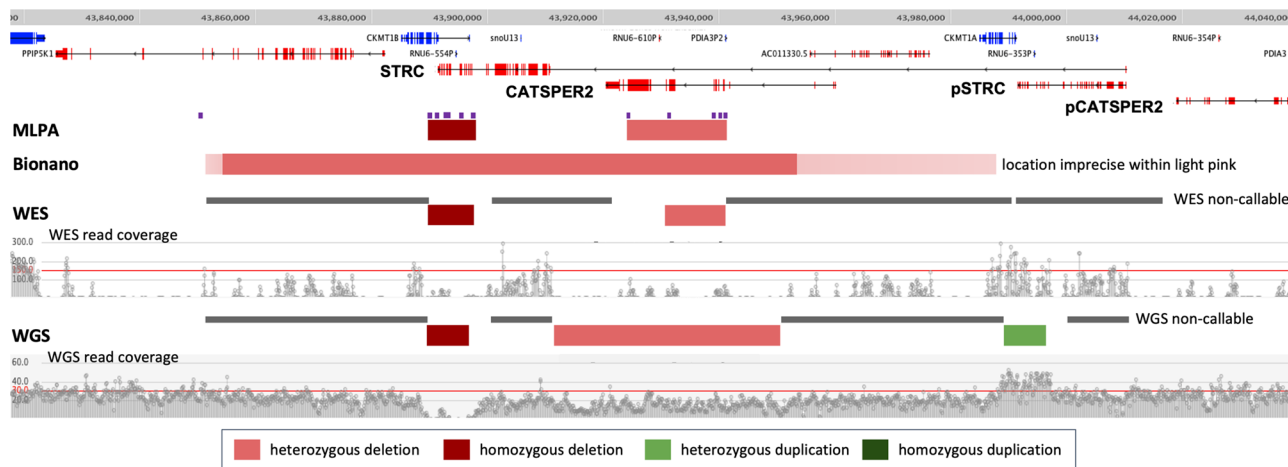 00 43,860,000 43,880,000 43,900,000 43,920,000 43,940,000 43,960,000 43,980,000 44,000,000 44,020,000 44,040,000
CKMT1B snoU13 RNU6-610P PDIA3P2 CKMT1A snoU13 RNU6-354P
PPIP5K1 RNU6-554P AC011330.5 RNU6-353P PDIA3
STRC
CATSPER2 pSTRC
pCATSPER2
MLPA
Bionano location imprecise within light pink
WES non-callable
WES
WES read coverage
300.0
200.0
100.0
WGS non-callable
WGS
WGS read coverage
60.0
40.0
20.0
heterozygous deletion homozygous deletion heterozygous duplication homozygous duplication